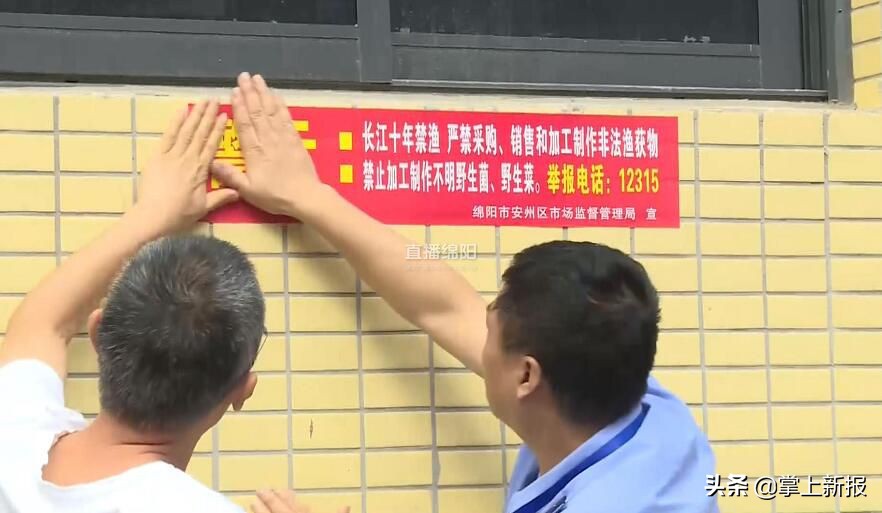 长江十年禁渔 严禁采购、销售和加工制作非法渔获物
禁止加工制作不明野生菌、野生菜。举报电话：12315
绵阳市安州区市场监督管理局 宣
直播绵阳
头条 @掌上新报